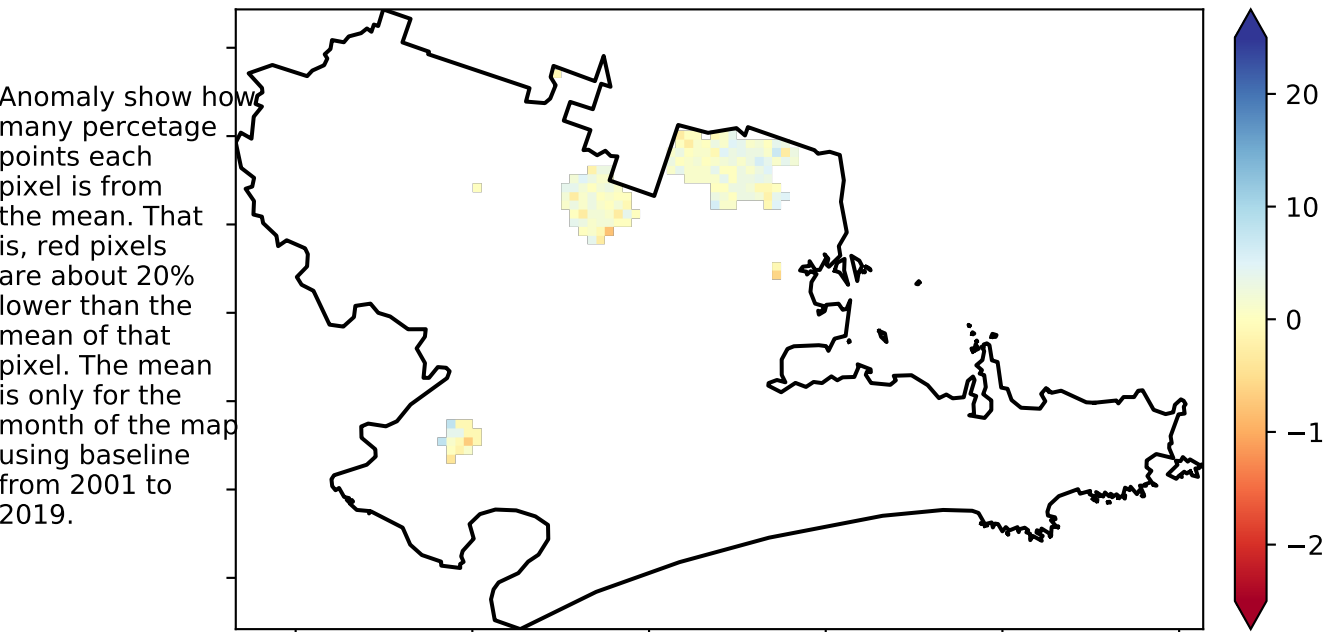 Anomaly show how
many percetage
points each
pixel is from
the mean. That
is, red pixels
are about 20%
lower than the
mean of that
pixel. The mean
is only for the
month of the map
using baseline
from 2001 to
2019.
20
10
0
−1
−2